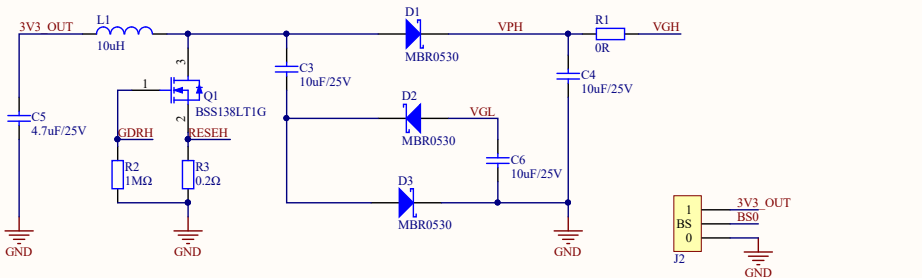 3V3_OUT
L1
10uH
D1
MBR0530
VPH
R1
0R
VGH
3
1
2
Q1
BSS138LT1G
C3
10uF/25V
C4
10uF/25V
C5
4.7uF/25V
D2
MBR0530
VGL
GDRH
RESEH
R2
1MΩ
R3
0.2Ω
C6
10uF/25V
D3
MBR0530
GND
GND
GND
1
BS
0
3V3_OUT
BS0
J2
GND